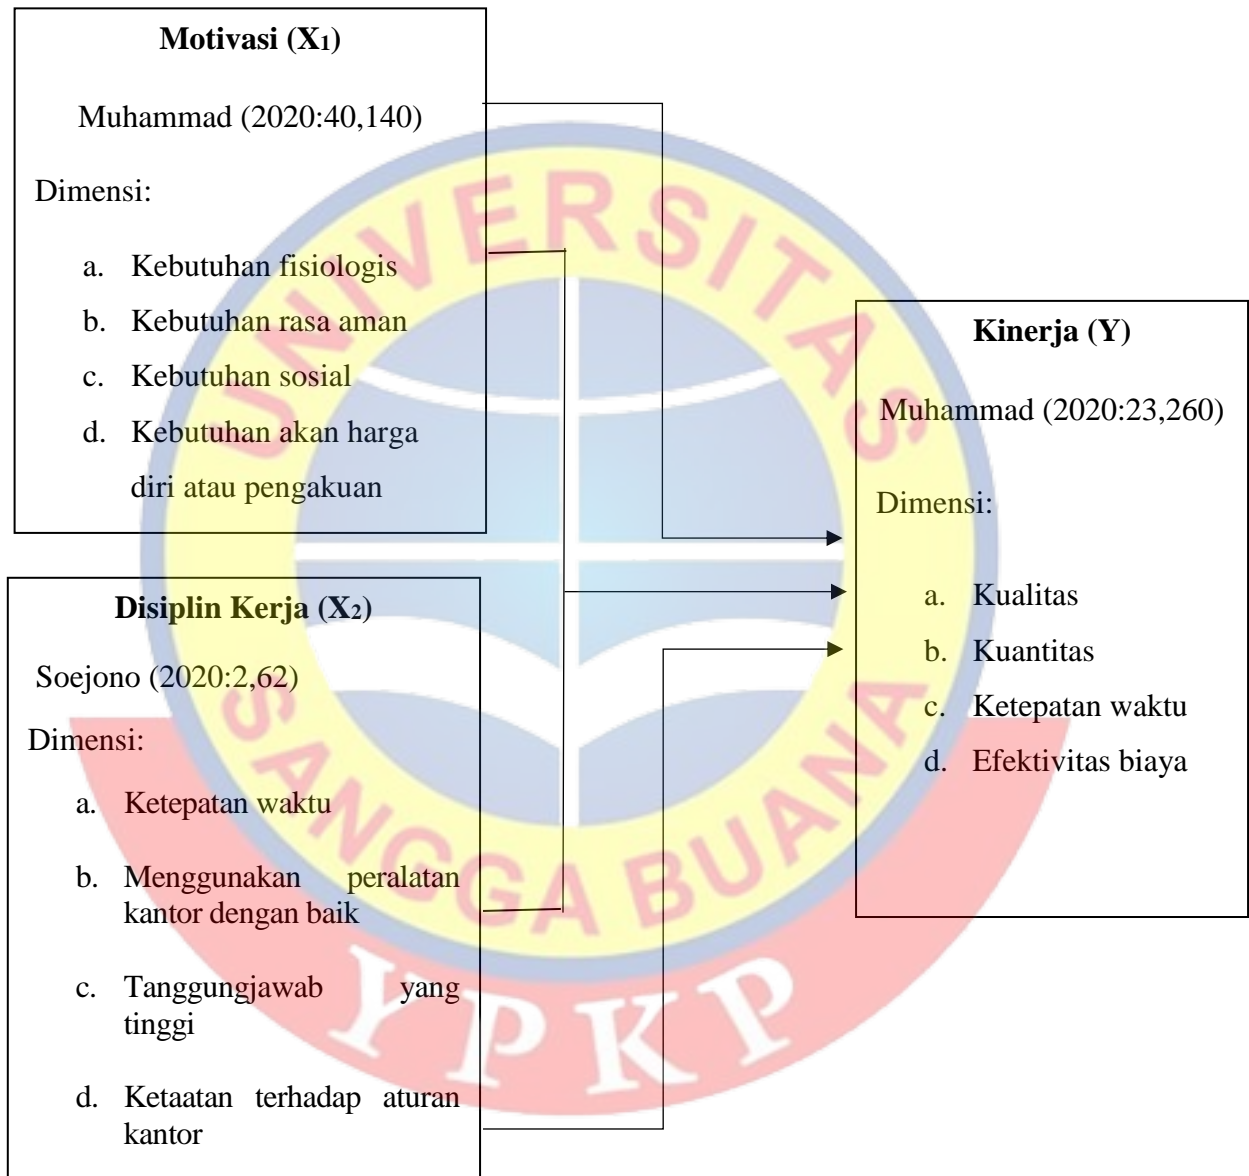 Motivasi (X1)
Muhammad (2020:40,140)
Dimensi:
a. Kebutuhan fisiologis
b. Kebutuhan rasa aman
c. Kebutuhan sosial
d. Kebutuhan akan harga
diri atau pengakuan
Disiplin Kerja (X2)
Soejono (2020:2,62)
Dimensi:
a. Ketepatan waktu
b. Menggunakan peralatan
kantor dengan baik
c. Tanggungjawab yang
tinggi
d. Ketaatan terhadap aturan
kantor
Kinerja (Y)
Muhammad (2020:23,260)
Dimensi:
a. Kualitas
b. Kuantitas
c. Ketepatan waktu
d. Efektivitas biaya
UNIVERSITAS
SANGGA BUANA
YPKP